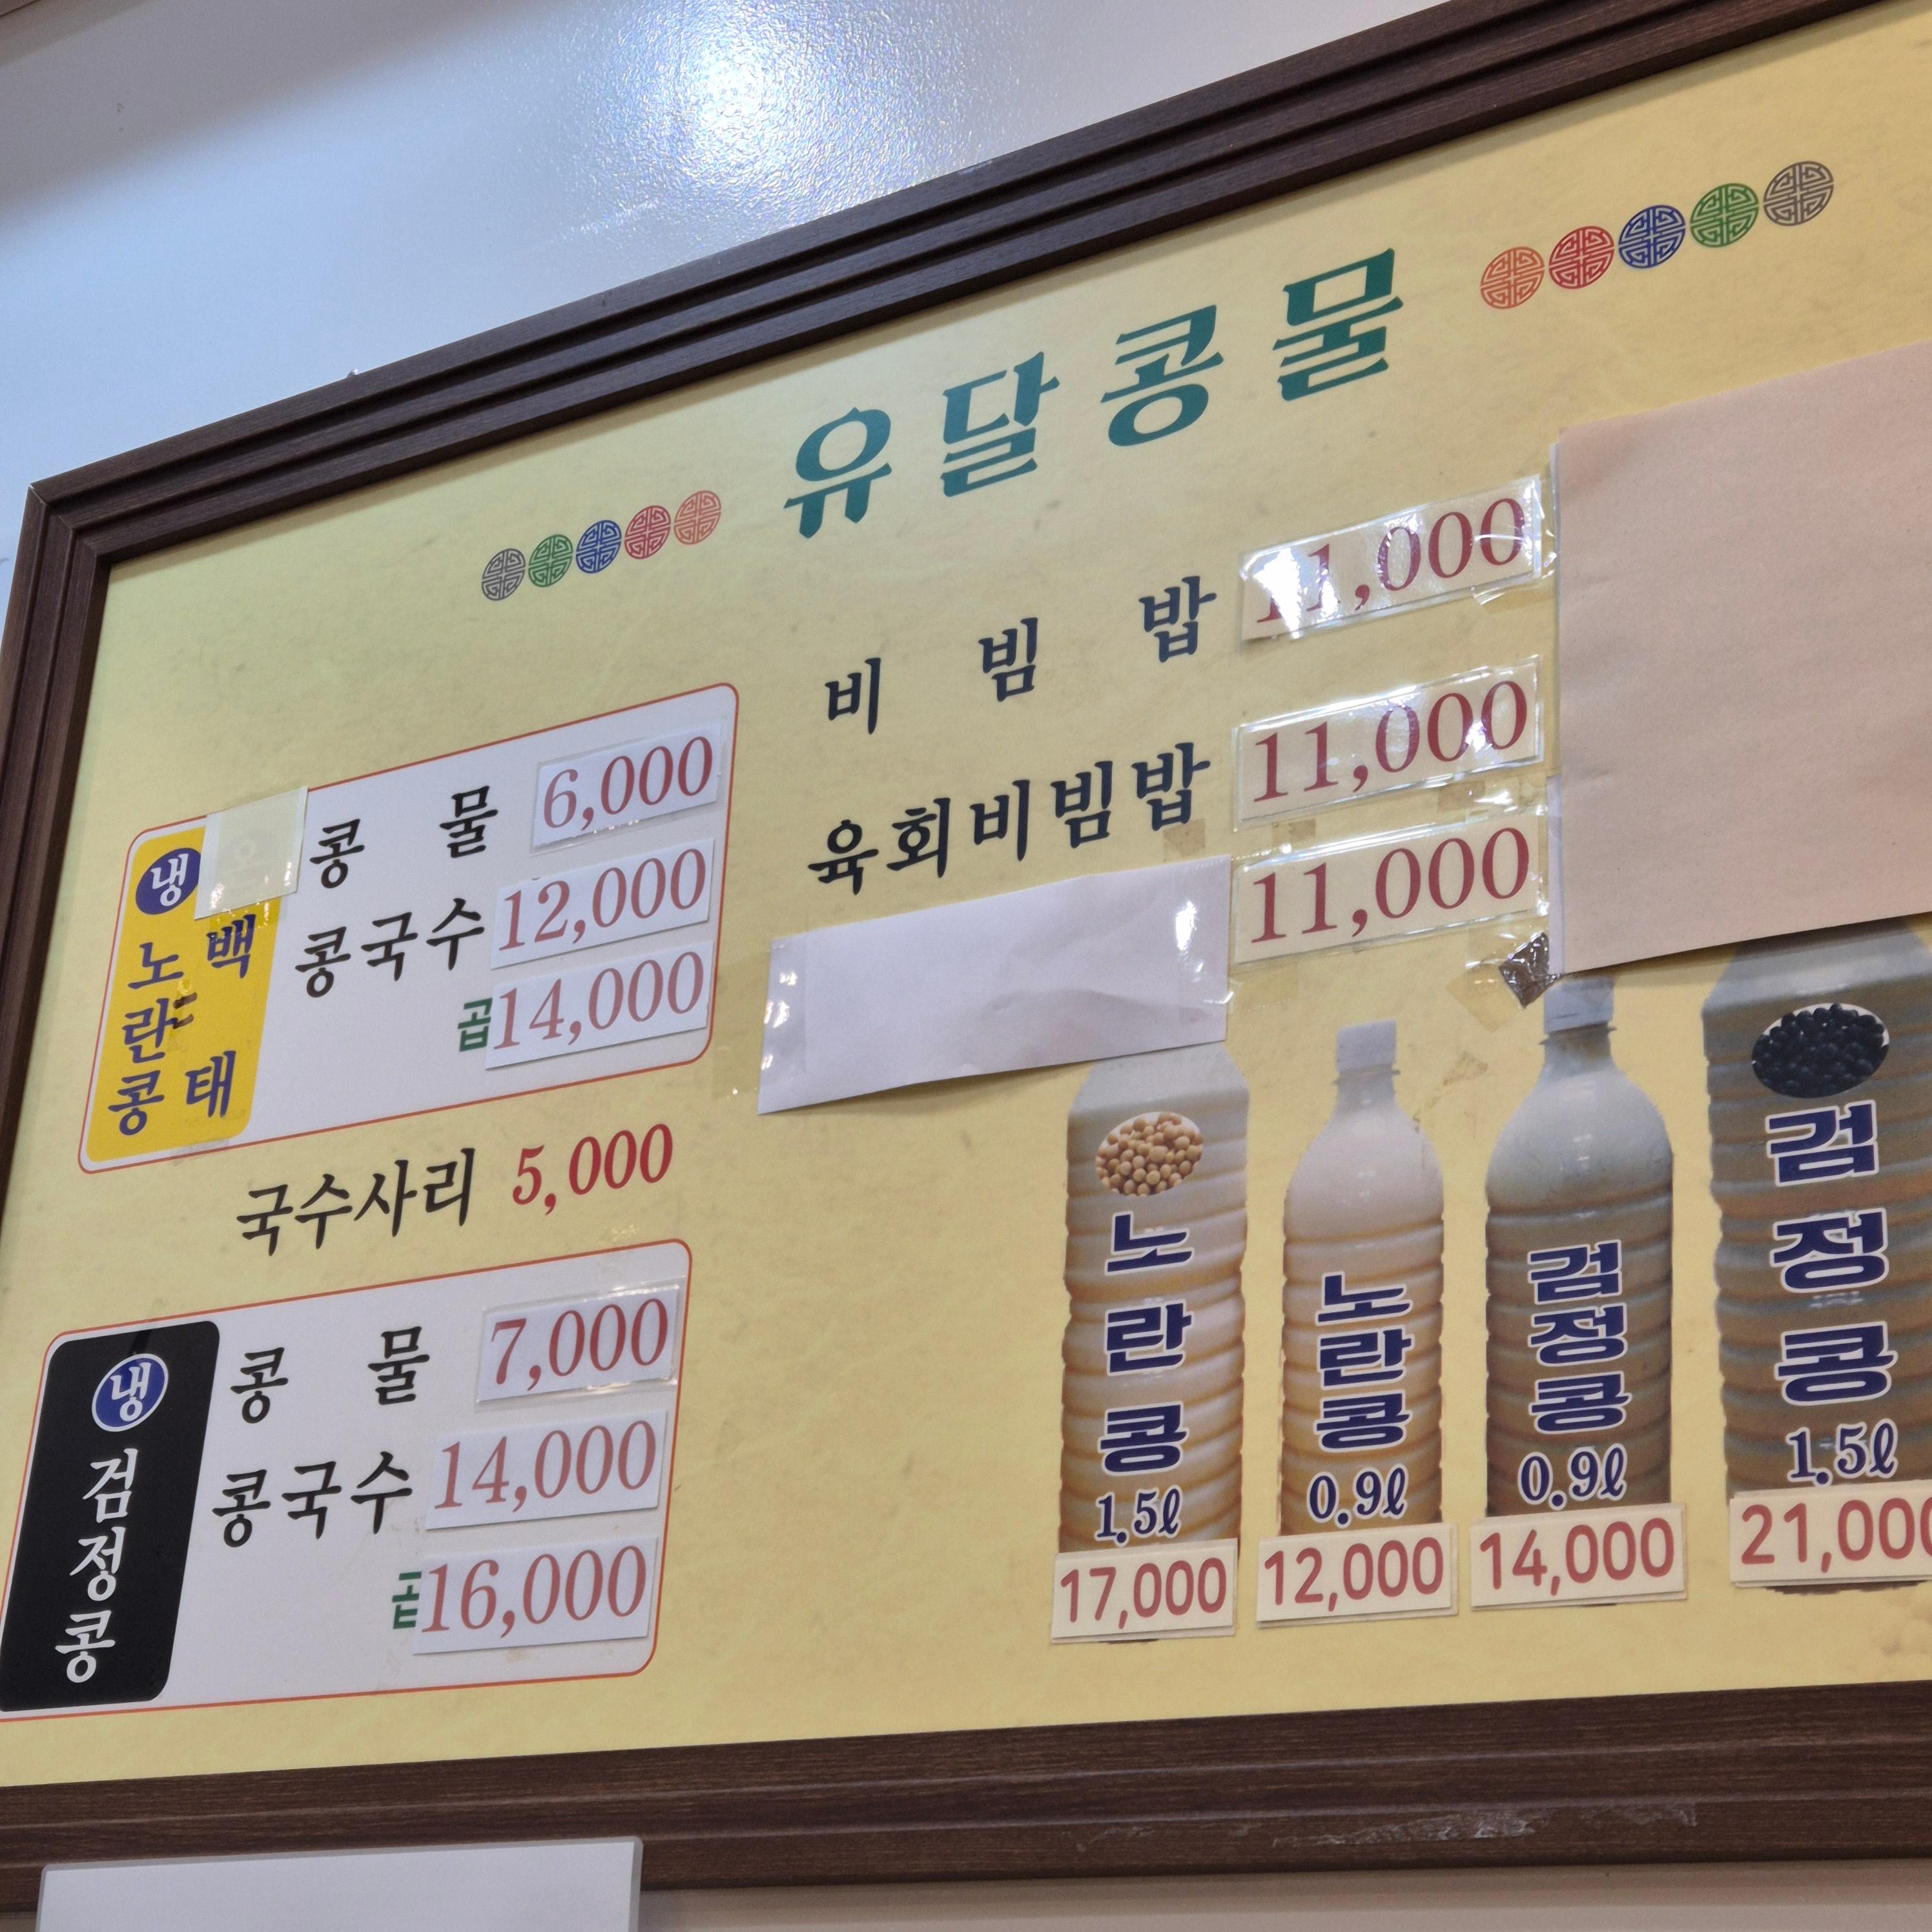 유달콩물
냉
노란콩
백태
콩물 6,000
콩국수 12,000
곱 14,000
국수사리 5,000
냉
검정콩
콩물 7,000
콩국수 14,000
16,000
비빔밥 11,000
육회비빔밥 11,000
11,000
노란콩
1.5ℓ
17,000
노란콩
0.9ℓ
12,000
검정콩
0.9ℓ
14,000
검정콩
1.5ℓ
21,000